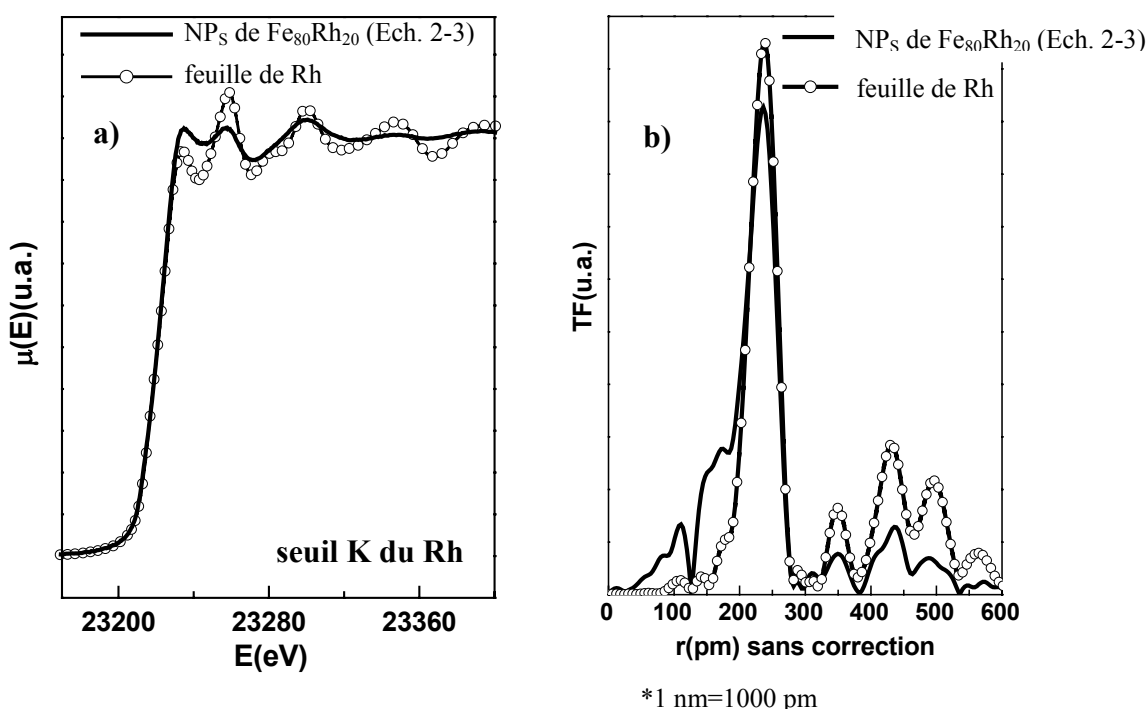 NPS de Fe80Rh20 (Ech. 2-3)
feuille de Rh
a)
seuil K du Rh
μ(E)(u.a.)
23200 23280 23360
E(eV)
NPS de Fe80Rh20 (Ech. 2-3)
feuille de Rh
b)
TF(u.a.)
0 100 200 300 400 500 600
r(pm) sans correction
*1 nm=1000 pm